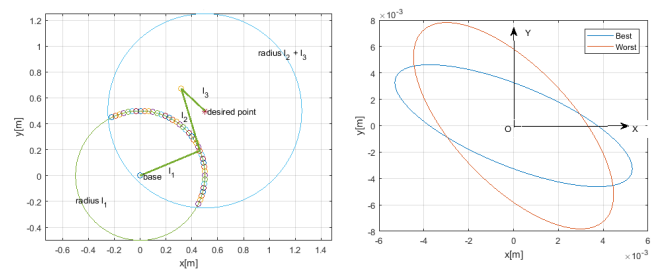 1.2
1
0.8
0.6
0.4
0.2
0
-0.2
-0.4
y[m]
radius l2 + l3
l3
l2
desired point
l1
base
radius l1
-0.6 -0.4 -0.2 0 0.2 0.4 0.6 0.8 1 1.2 1.4
x[m]
8 ×10⁻³
6
4
2
0
-2
-4
-6
-8
y[m]
Y
Best
Worst
O
X
-6 -4 -2 0 2 4 6
x[m]
×10⁻³